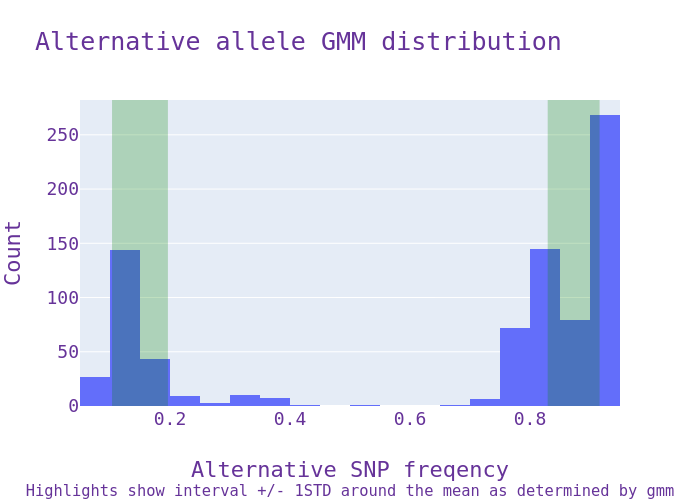 Alternative allele GMM distribution
Count
250
200
150
100
50
0
0.2 0.4 0.6 0.8
Alternative SNP freqency
Highlights show interval +/- 1STD around the mean as determined by gmm